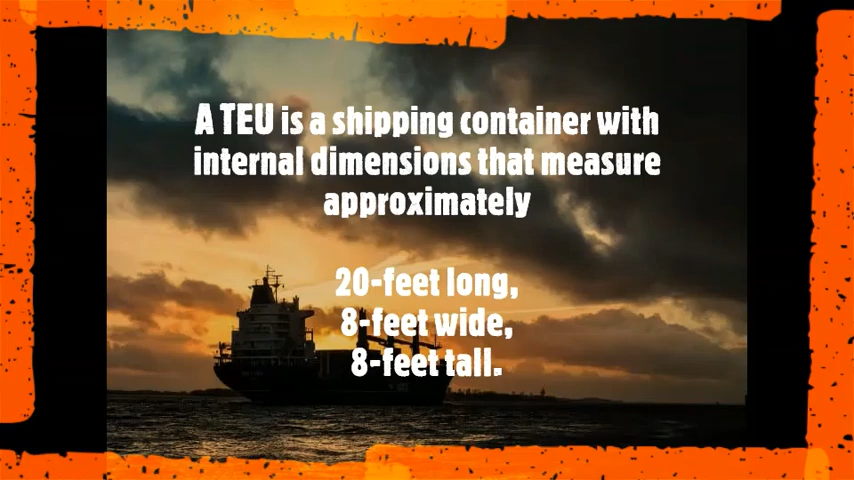 A TEU is a shipping container with
internal dimensions that measure
approximately
20-feet long,
8-feet wide,
8-feet tall.